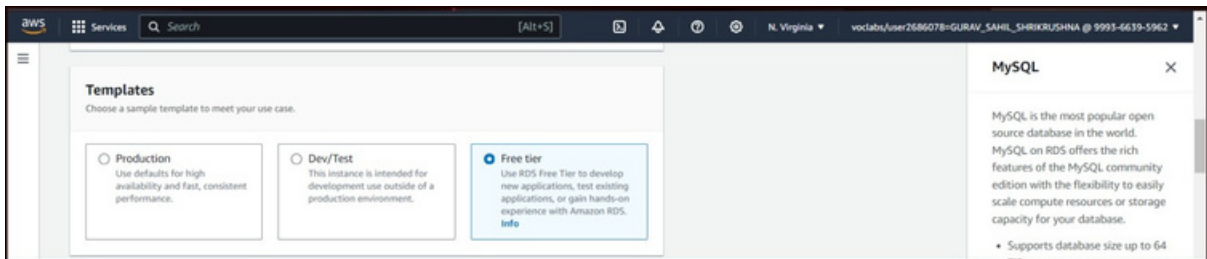 aws Services Search [Alt+S] N. Virginia voclabs/user2686078=GURAV_SAHIL_SHRIKRUSHNA @ 9993-6639-5962
Templates
Choose a sample template to meet your use case.
Production
Use defaults for high
availability and fast, consistent
performance.
Dev/Test
This instance is intended for
development use outside of a
production environment.
Free tier
Use RDS Free Tier to develop
new applications, test existing
applications, or gain hands-on
experience with Amazon RDS.
Info
MySQL
MySQL is the most popular open
source database in the world.
MySQL on RDS offers the rich
features of the MySQL community
edition with the flexibility to easily
scale compute resources or storage
capacity for your database.
• Supports database size up to 64